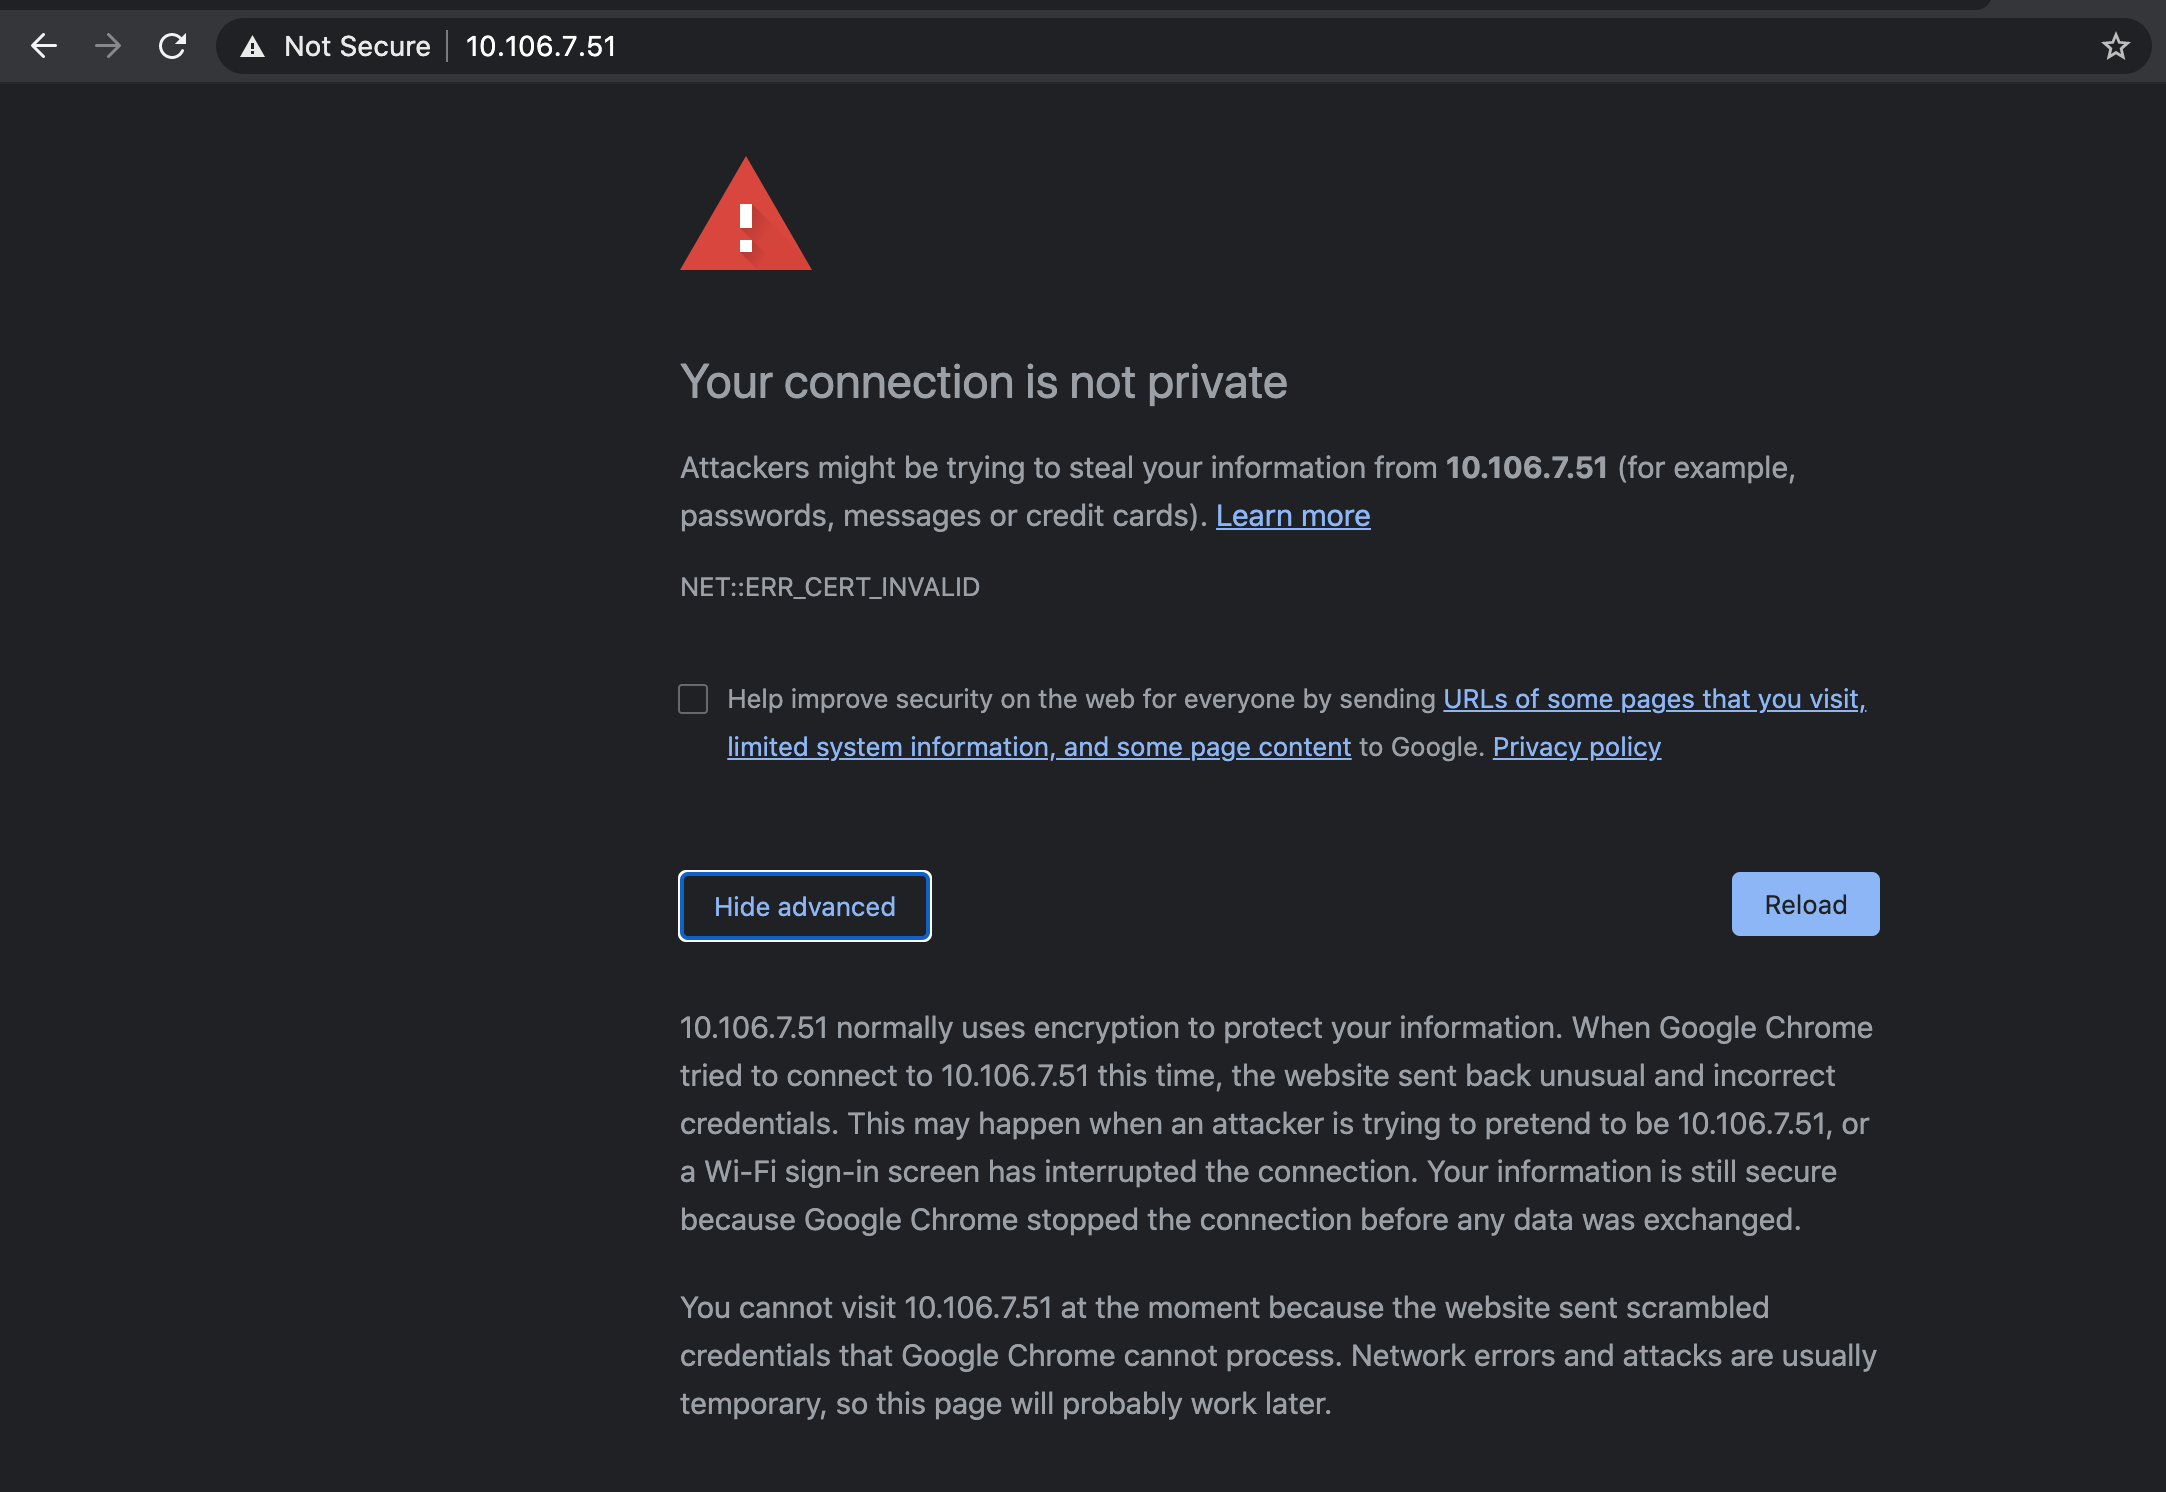 Not Secure | 10.106.7.51
Your connection is not private
Attackers might be trying to steal your information from 10.106.7.51 (for example,
passwords, messages or credit cards). Learn more
NET::ERR_CERT_INVALID
Help improve security on the web for everyone by sending URLs of some pages that you visit,
limited system information, and some page content to Google. Privacy policy
Hide advanced
Reload
10.106.7.51 normally uses encryption to protect your information. When Google Chrome
tried to connect to 10.106.7.51 this time, the website sent back unusual and incorrect
credentials. This may happen when an attacker is trying to pretend to be 10.106.7.51, or
a Wi-Fi sign-in screen has interrupted the connection. Your information is still secure
because Google Chrome stopped the connection before any data was exchanged.
You cannot visit 10.106.7.51 at the moment because the website sent scrambled
credentials that Google Chrome cannot process. Network errors and attacks are usually
temporary, so this page will probably work later.